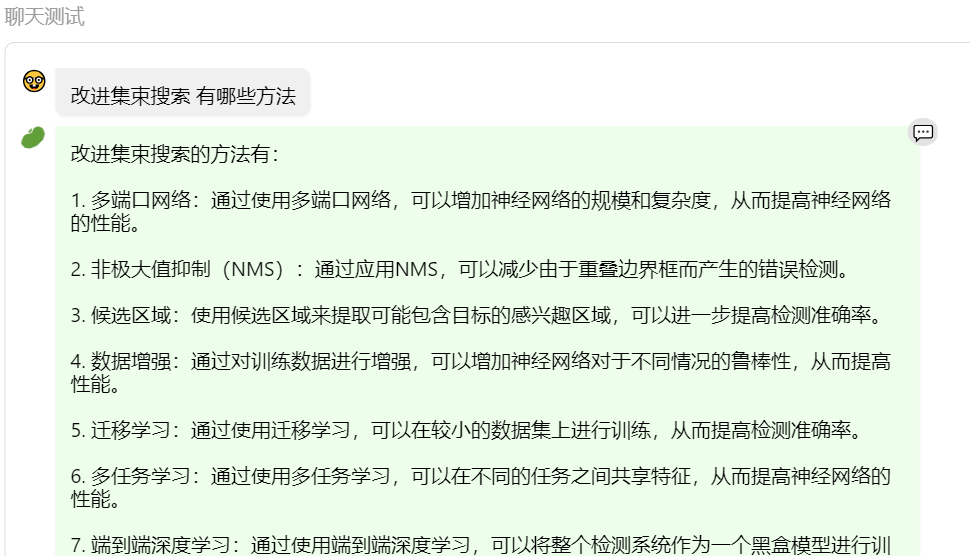 聊天测试
改进集束搜索 有哪些方法
改进集束搜索的方法有：
1. 多端口网络：通过使用多端口网络，可以增加神经网络的规模和复杂度，从而提高神经网络
的性能。
2. 非极大值抑制（NMS）：通过应用NMS，可以减少由于重叠边界框而产生的错误检测。
3. 候选区域：使用候选区域来提取可能包含目标的感兴趣区域，可以进一步提高检测准确率。
4. 数据增强：通过对训练数据进行增强，可以增加神经网络对于不同情况的鲁棒性，从而提高
性能。
5. 迁移学习：通过使用迁移学习，可以在较小的数据集上进行训练，从而提高检测准确率。
6. 多任务学习：通过使用多任务学习，可以在不同的任务之间共享特征，从而提高神经网络的
性能。
7. 端到端深度学习：通过使用端到端深度学习，可以将整个检测系统作为一个黑盒模型进行训